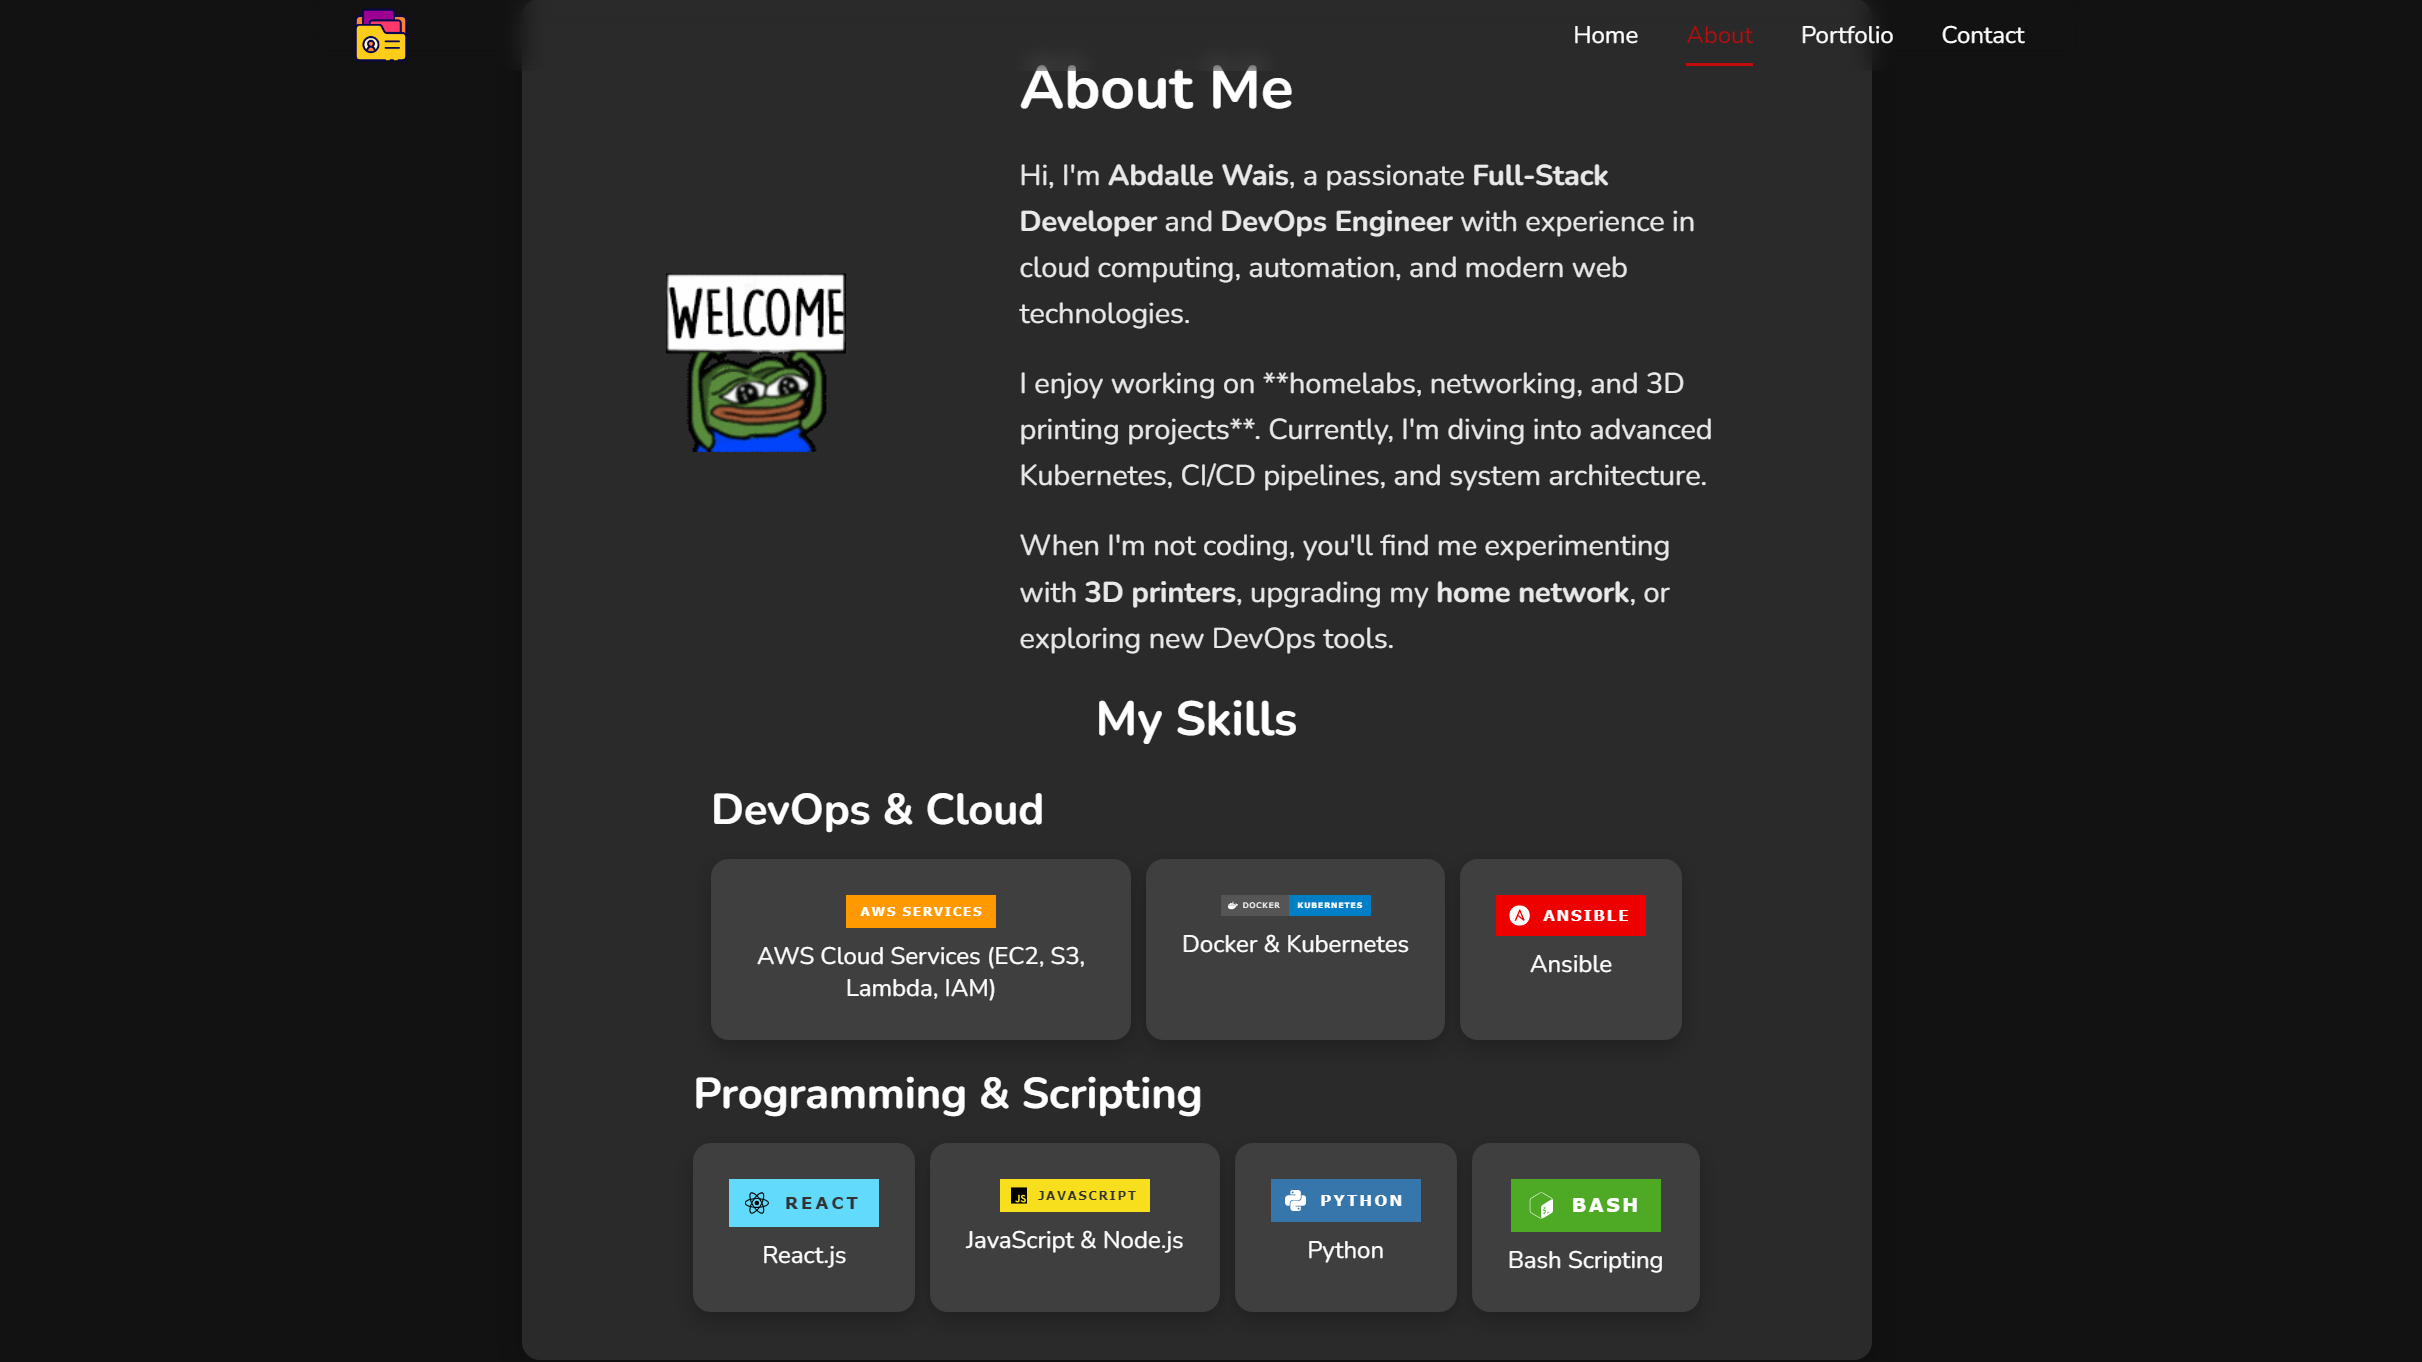 Home
About
Portfolio
Contact
About Me
Hi, I'm Abdalle Wais, a passionate Full-Stack
Developer and DevOps Engineer with experience in
cloud computing, automation, and modern web
technologies.
WELCOME
I enjoy working on **homelabs, networking, and 3D
printing projects**. Currently, I'm diving into advanced
Kubernetes, CI/CD pipelines, and system architecture.
When I'm not coding, you'll find me experimenting
with 3D printers, upgrading my home network, or
exploring new DevOps tools.
My Skills
DevOps & Cloud
AWS SERVICES
AWS Cloud Services (EC2, S3,
Lambda, IAM)
DOCKER KUBERNETES
Docker & Kubernetes
ANSIBLE
Ansible
Programming & Scripting
REACT
React.js
JS JAVASCRIPT
JavaScript & Node.js
PYTHON
Python
BASH
Bash Scripting